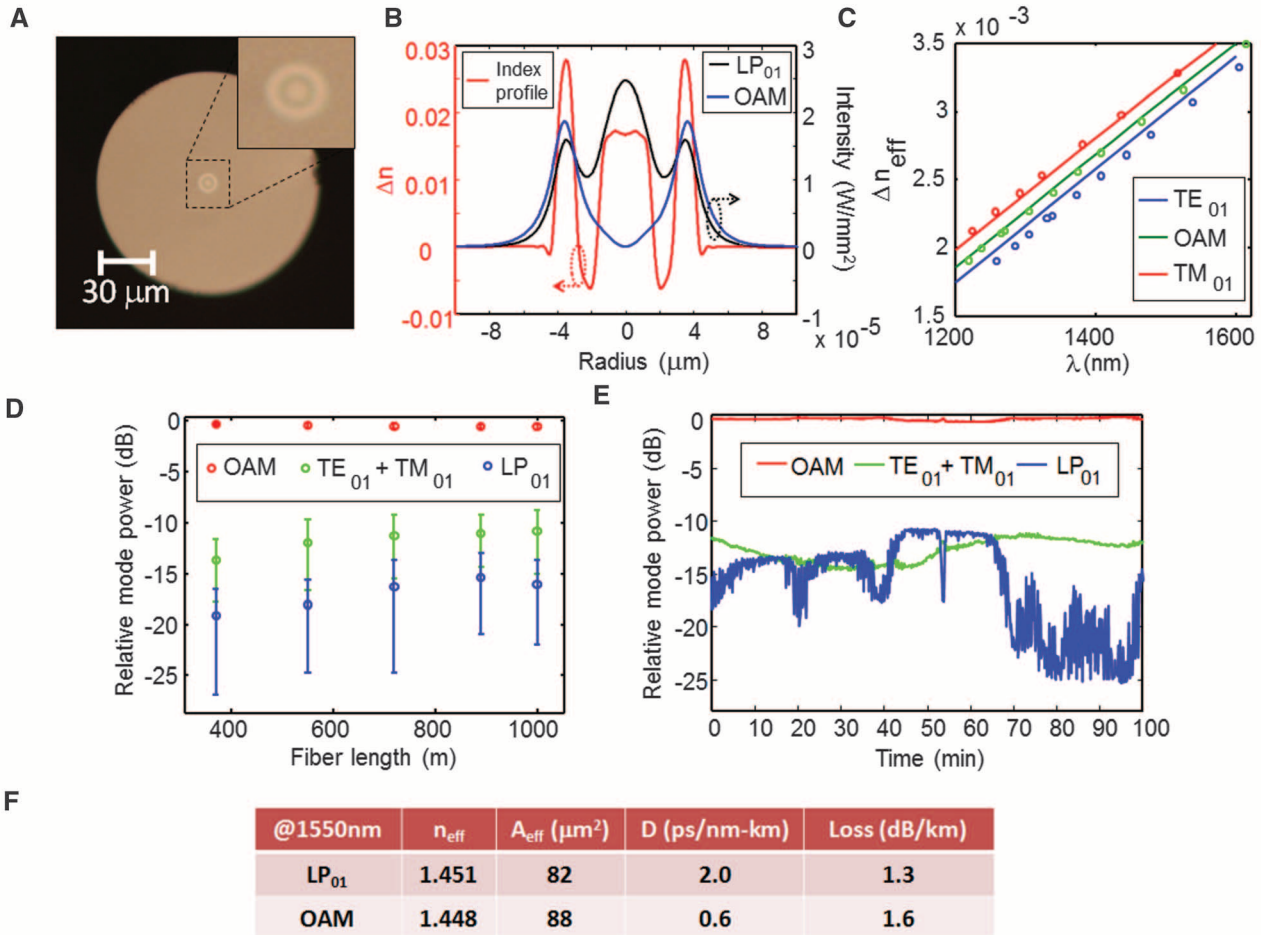 A
30 μm
B
0.03
0.02
0.01
0
-0.01
Δn
Index
profile
LP01
OAM
3
2
1
0
-1
x 10-5
Intensity (W/mm2)
-8 -4 0 4 8
Radius (μm)
C
x 10-3
3.5
3
2.5
2
1.5
Δneff
TE01
OAM
TM01
1200 1400 1600
λ(nm)
D
0
-5
-10
-15
-20
-25
Relative mode power (dB)
OAM TE01 + TM01 LP01
400 600 800 1000
Fiber length (m)
E
0
-5
-10
-15
-20
-25
Relative mode power (dB)
OAM TE01+ TM01 LP01
0 10 20 30 40 50 60 70 80 90 100
Time (min)
F
@1550nm neff Aeff (μm2) D (ps/nm-km) Loss (dB/km)
LP01 1.451 82 2.0 1.3
OAM 1.448 88 0.6 1.6